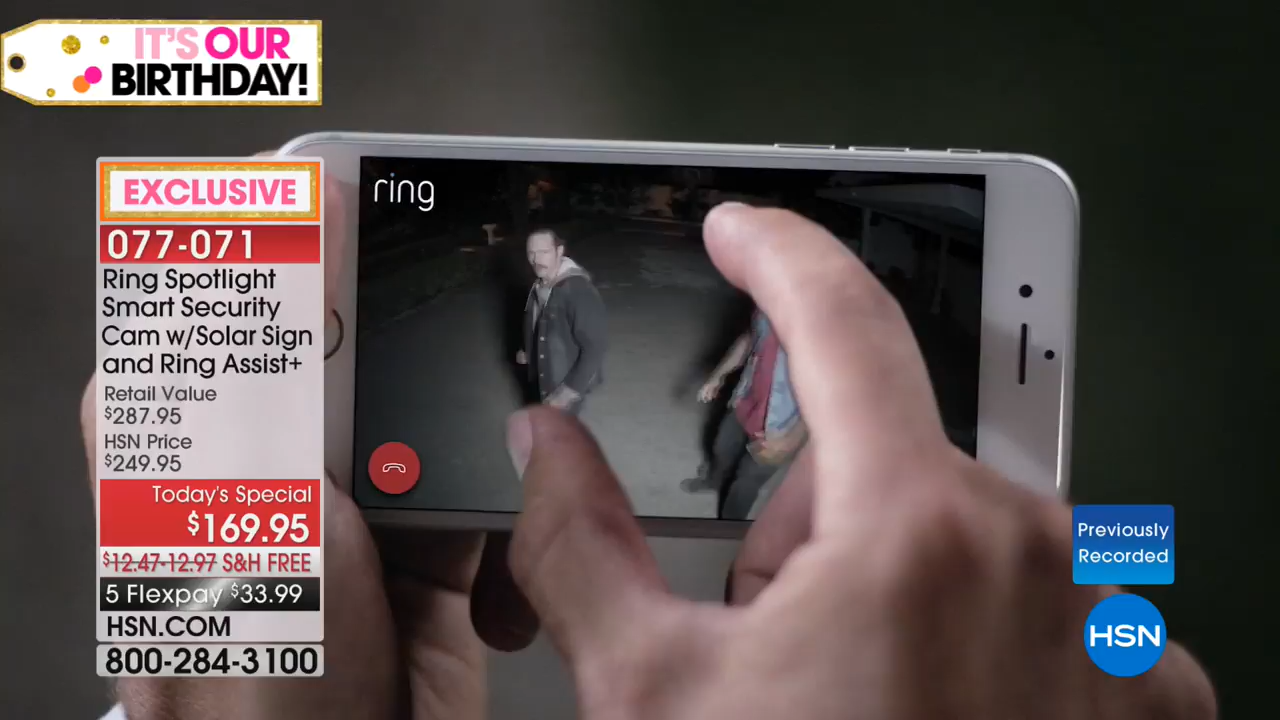 IT'S OUR
BIRTHDAY!
EXCLUSIVE
077-071
Ring Spotlight
Smart Security
Cam w/Solar Sign
and Ring Assist+
Retail Value
$287.95
HSN Price
$249.95
Today's Special
$169.95
$12.47-12.97 S&H FREE
5 Flexpay $33.99
HSN.COM
800-284-3100
ring
Previously
Recorded
HSN